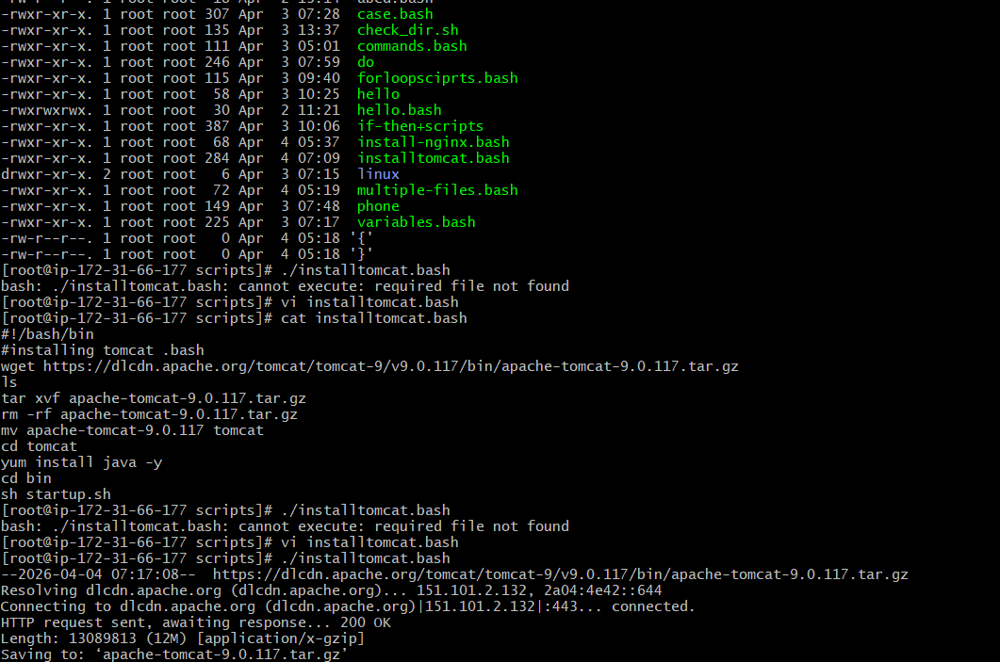 -rwxr-xr-x. 1 root root 307 Apr  3 07:28  case.bash
-rwxr-xr-x. 1 root root 135 Apr  3 13:37  check_dir.sh
-rwxr-xr-x. 1 root root 111 Apr  3 05:01  commands.bash
-rwxr-xr-x. 1 root root 246 Apr  3 07:59  do
-rwxr-xr-x. 1 root root 115 Apr  3 09:40  forloopsciprts.bash
-rwxr-xr-x. 1 root root  58 Apr  3 10:25  hello
-rwxrwxrwx. 1 root root  30 Apr  2 11:21  hello.bash
-rwxr-xr-x. 1 root root 387 Apr  3 10:06  if-then+scripts
-rwxr-xr-x. 1 root root  68 Apr  4 05:37  install-nginx.bash
-rwxr-xr-x. 1 root root 284 Apr  4 07:09  installtomcat.bash
drwxr-xr-x. 2 root root   6 Apr  3 07:15  linux
-rwxr-xr-x. 1 root root  72 Apr  4 05:19  multiple-files.bash
-rwxr-xr-x. 1 root root 149 Apr  3 07:48  phone
-rwxr-xr-x. 1 root root 225 Apr  3 07:17  variables.bash
-rw-r--r--. 1 root root   0 Apr  4 05:18 '{'
-rw-r--r--. 1 root root   0 Apr  4 05:18 '}'
[root@ip-172-31-66-177 scripts]# ./installtomcat.bash
bash: ./installtomcat.bash: cannot execute: required file not found
[root@ip-172-31-66-177 scripts]# vi installtomcat.bash
[root@ip-172-31-66-177 scripts]# cat installtomcat.bash
#!/bash/bin
#installing tomcat .bash
wget https://dlcdn.apache.org/tomcat/tomcat-9/v9.0.117/bin/apache-tomcat-9.0.117.tar.gz
ls
tar xvf apache-tomcat-9.0.117.tar.gz
rm -rf apache-tomcat-9.0.117.tar.gz
mv apache-tomcat-9.0.117 tomcat
cd tomcat
yum install java -y
cd bin
sh startup.sh
[root@ip-172-31-66-177 scripts]# ./installtomcat.bash
bash: ./installtomcat.bash: cannot execute: required file not found
[root@ip-172-31-66-177 scripts]# vi installtomcat.bash
[root@ip-172-31-66-177 scripts]# ./installtomcat.bash
--2026-04-04 07:17:08--  https://dlcdn.apache.org/tomcat/tomcat-9/v9.0.117/bin/apache-tomcat-9.0.117.tar.gz
Resolving dlcdn.apache.org (dlcdn.apache.org)... 151.101.2.132, 2a04:4e42::644
Connecting to dlcdn.apache.org (dlcdn.apache.org)|151.101.2.132|:443... connected.
HTTP request sent, awaiting response... 200 OK
Length: 13089813 (12M) [application/x-gzip]
Saving to: ‘apache-tomcat-9.0.117.tar.gz’